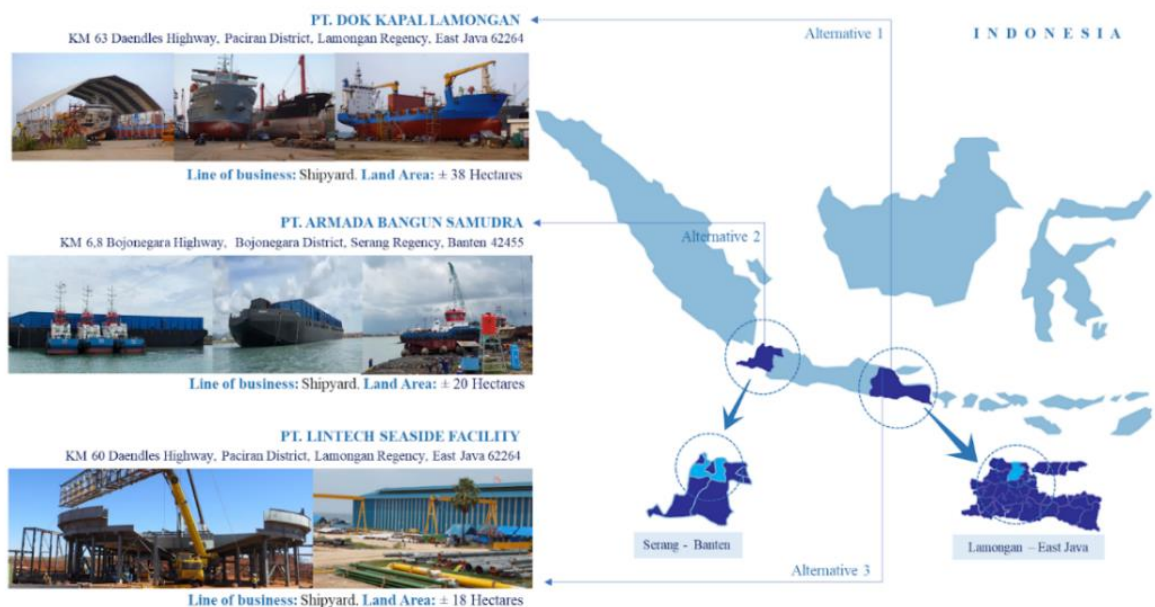 PT. DOK KAPAL LAMONGAN
KM 63 Daendles Highway, Paciran District, Lamongan Regency, East Java 62264
Line of business: Shipyard. Land Area: ± 38 Hectares
PT. ARMADA BANGUN SAMUDRA
KM 6,8 Bojonegara Highway, Bojonegara District, Serang Regency, Banten 42455
Line of business: Shipyard. Land Area: ± 20 Hectares
PT. LINTECH SEASIDE FACILITY
KM 60 Daendles Highway, Paciran District, Lamongan Regency, East Java 62264
Line of business: Shipyard. Land Area: ± 18 Hectares
Alternative 1
INDONESIA
Alternative 2
Serang - Banten
Lamongan – East Java
Alternative 3